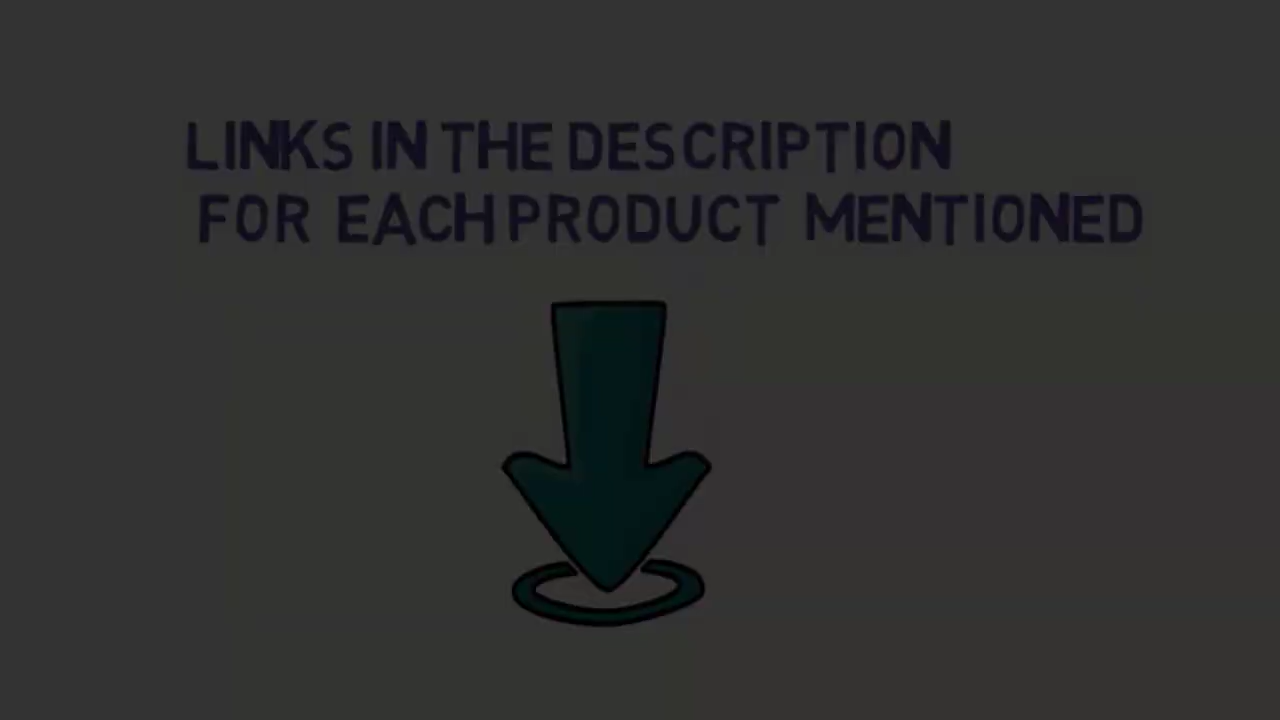 LINKS IN THE DESCRIPTION
FOR EACH PRODUCT MENTIONED